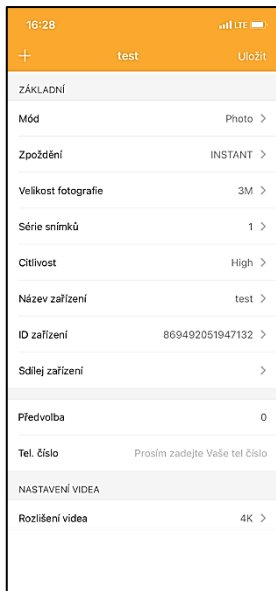 16:28 LTE
+ test Uložit
ZÁKLADNÍ
Mód Photo >
Zpoždění INSTANT >
Velikost fotografie 3M >
Série snímků 1 >
Citlivost High >
Název zařízení test >
ID zařízení 869492051947132 >
Sdílej zařízení >
Předvolba 0
Tel. číslo Prosím zadejte Vaše tel číslo
NASTAVENÍ VIDEA
Rozlišení videa 4K >